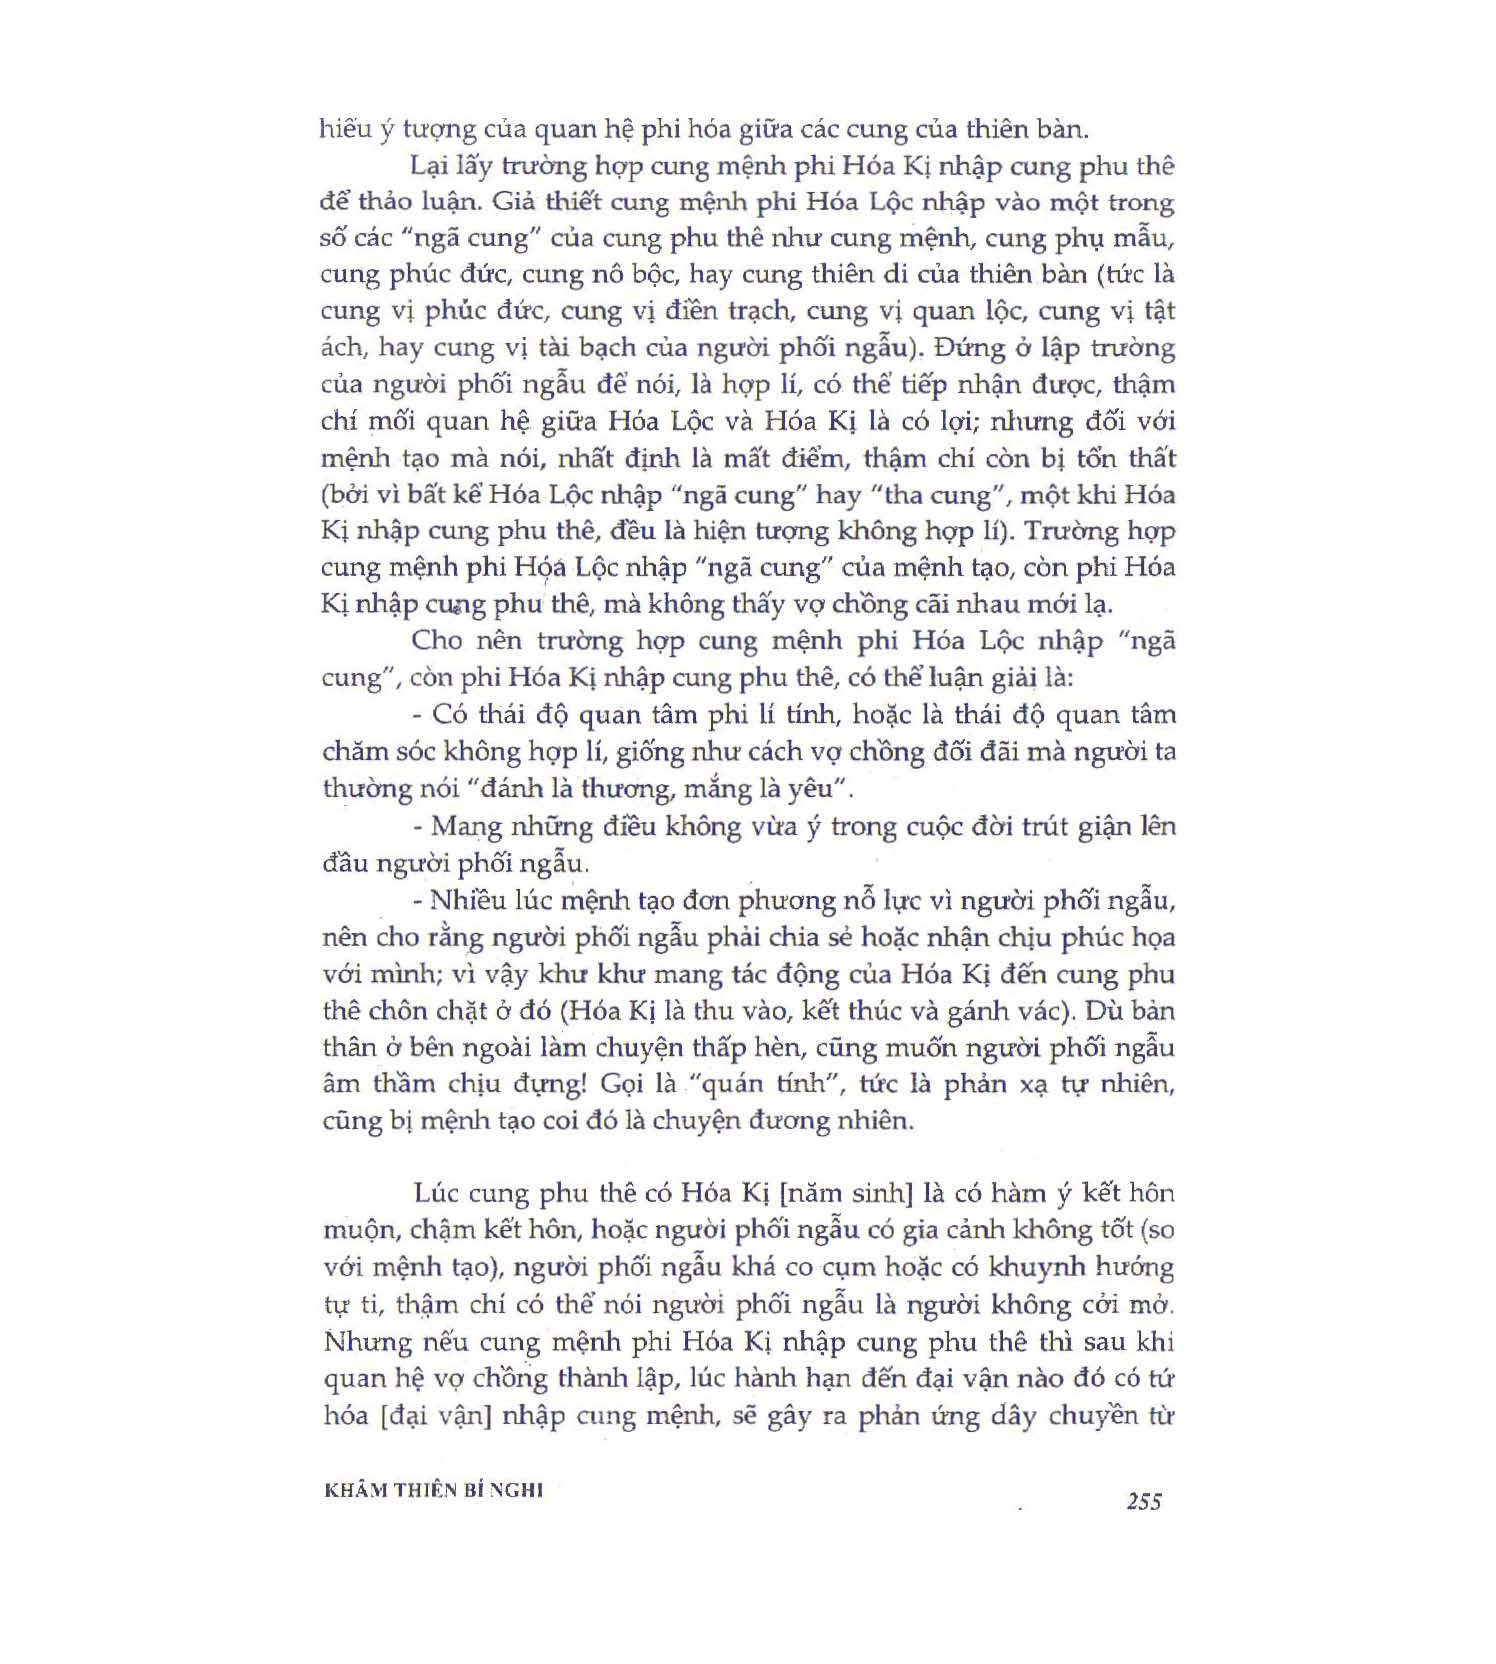 hiểu ý tượng của quan hệ phi hóa giữa các cung của thiên bàn.
Lại lấy trường hợp cung mệnh phi Hóa Kị nhập cung phu thê
để thảo luận. Giả thiết cung mệnh phi Hóa Lộc nhập vào một trong
số các "ngã cung" của cung phu thê như cung mệnh, cung phụ mẫu,
cung phúc đức, cung nô bộc, hay cung thiên di của thiên bàn (tức là
cung vị phúc đức, cung vị điền trạch, cung vị quan lộc, cung vị tật
ách, hay cung vị tài bạch của người phối ngẫu). Đứng ở lập trường
của người phối ngẫu để nói, là hợp lí, có thể tiếp nhận được, thậm
chí mối quan hệ giữa Hóa Lộc và Hóa Kị là có lợi; nhưng đối với
mệnh tạo mà nói, nhất định là mất điểm, thậm chí còn bị tổn thất
(bởi vì bất kể Hóa Lộc nhập "ngã cung" hay "tha cung", một khi Hóa
Kị nhập cung phu thê, đều là hiện tượng không hợp lí). Trường hợp
cung mệnh phi Hóa Lộc nhập "ngã cung" của mệnh tạo, còn phi Hóa
Kị nhập cung phu thê, mà không thấy vợ chồng cãi nhau mới lạ.
Cho nên trường hợp cung mệnh phi Hóa Lộc nhập "ngã
cung", còn phi Hóa Kị nhập cung phu thê, có thể luận giải là:
- Có thái độ quan tâm phi lí tính, hoặc là thái độ quan tâm
chăm sóc không hợp lí, giống như cách vợ chồng đối đãi mà người ta
thường nói "đánh là thương, mắng là yêu".
- Mang những điều không vừa ý trong cuộc đời trút giận lên
đầu người phối ngẫu.
- Nhiều lúc mệnh tạo đơn phương nỗ lực vì người phối ngẫu,
nên cho rằng người phối ngẫu phải chia sẻ hoặc nhận chịu phúc họa
với mình; vì vậy khư khư mang tác động của Hóa Kị đến cung phu
thê chôn chặt ở đó (Hóa Kị là thu vào, kết thúc và gánh vác). Dù bản
thân ở bên ngoài làm chuyện thấp hèn, cũng muốn người phối ngẫu
âm thầm chịu đựng! Gọi là "quán tính", tức là phản xạ tự nhiên,
cũng bị mệnh tạo coi đó là chuyện đương nhiên.
Lúc cung phu thê có Hóa Kị [năm sinh] là có hàm ý kết hôn
muộn, chậm kết hôn, hoặc người phối ngẫu có gia cảnh không tốt (so
với mệnh tạo), người phối ngẫu khá co cụm hoặc có khuynh hướng
tự ti, thậm chí có thể nói người phối ngẫu là người không cởi mở.
Nhưng nếu cung mệnh phi Hóa Kị nhập cung phu thê thì sau khi
quan hệ vợ chồng thành lập, lúc hành hạn đến đại vận nào đó có tứ
hóa [đại vận] nhập cung mệnh, sẽ gây ra phản ứng dây chuyền từ
KHÂM THIÊN BÍ NGHI
255